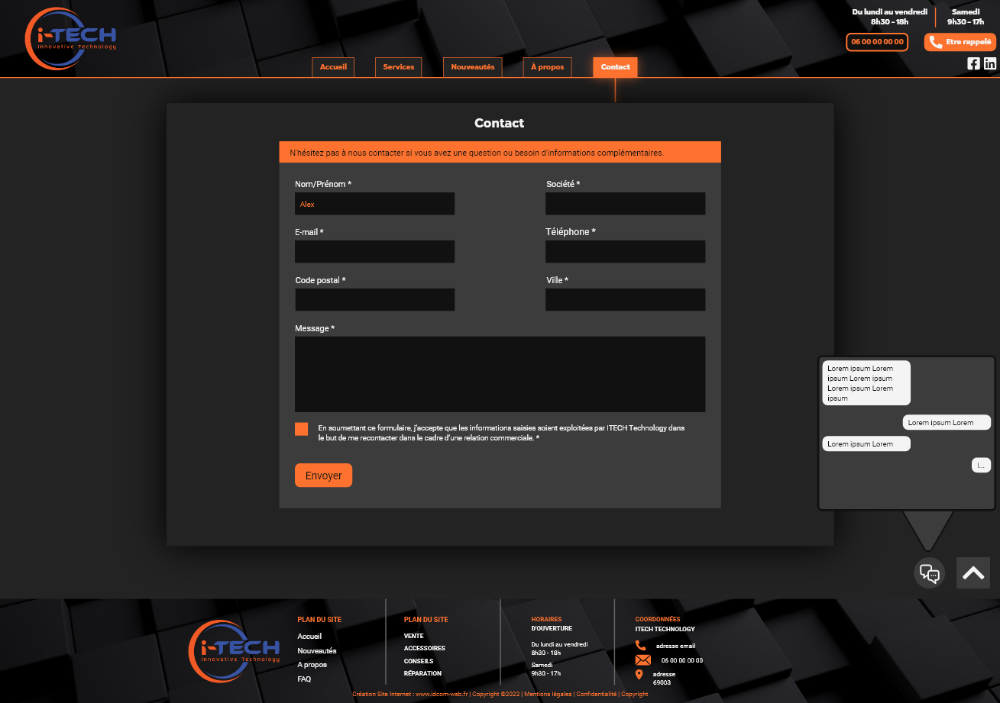 i-TECH
Innovative Technology
Du lundi au vendredi
8h30 - 18h
Samedi
9h30 - 17h
06 00 00 00 00
Etre rappelé
Accueil
Services
Nouveautés
À propos
Contact
Contact
N'hésitez pas à nous contacter si vous avez une question ou besoin d'informations complémentaires.
Nom/Prénom *
Société *
Alex
E-mail *
Téléphone *
Code postal *
Ville *
Message *
En soumettant ce formulaire, j'accepte que les informations saisies soient exploitées par ITECH Technology dans
le but de me recontacter dans le cadre d'une relation commerciale. *
Envoyer
Lorem ipsum Lorem
ipsum Lorem ipsum
Lorem ipsum Lorem
ipsum
Lorem ipsum Lorem
Lorem ipsum Lorem
l...
i-TECH
Innovative Technology
PLAN DU SITE
Accueil
Nouveautés
A propos
FAQ
PLAN DU SITE
VENTE
ACCESSOIRES
CONSEILS
RÉPARATION
HORAIRES
D'OUVERTURE
Du lundi au vendredi
8h30 - 18h
Samedi
9h30 - 17h
COORDONNÉES
ITECH TECHNOLOGY
adresse email
06 00 00 00 00
adresse
69003
Création Site Internet : www.idcom-web.fr | Copyright ©2022 | Mentions légales | Confidentialité | Copyright